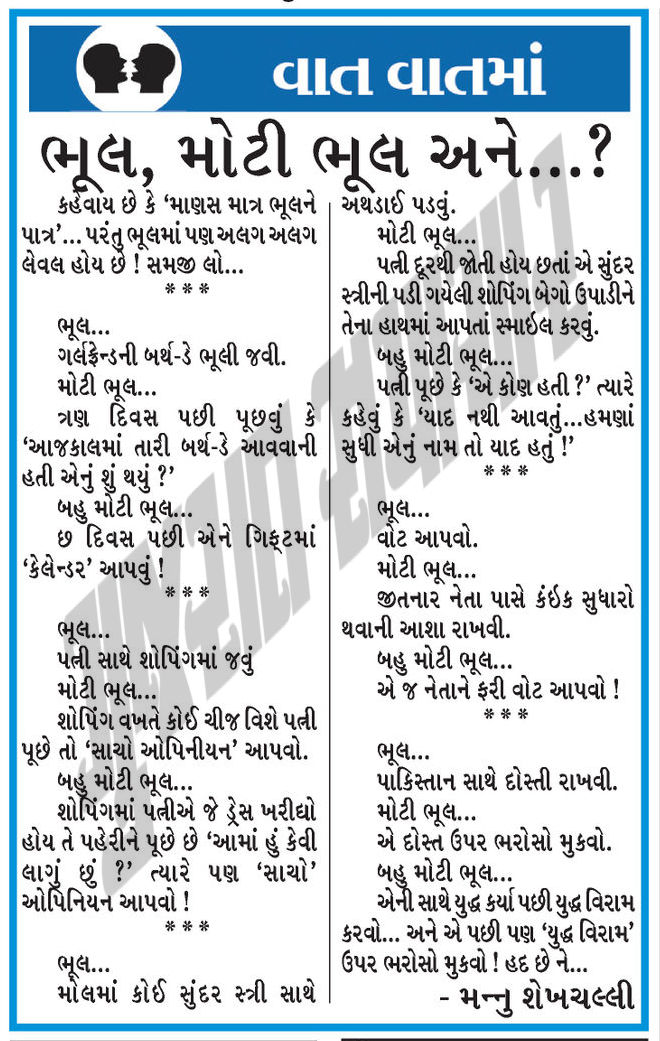 વાત વાતમાં
ભૂલ, મોટી ભૂલ અને...?
કહેવાય છે કે ‘માણસ માત્ર ભૂલને
પાત્ર’... પરંતુ ભૂલમાં પણ અલગ અલગ
લેવલ હોય છે ! સમજી લો...
***
ભૂલ...
ગર્લફ્રેન્ડની બર્થ-ડે ભૂલી જવી.
મોટી ભૂલ...
ત્રણ દિવસ પછી પૂછવું કે
‘આજકાલમાં તારી બર્થ-ડે આવવાની
હતી એનું શું થયું ?’
બહુ મોટી ભૂલ...
છ દિવસ પછી એને ગિફ્ટમાં
‘કેલેન્ડર’ આપવું !
***
ભૂલ...
પત્ની સાથે શોપિંગમાં જવું
મોટી ભૂલ...
શોપિંગ વખતે કોઈ ચીજ વિશે પત્ની
પૂછે તો ‘સાચો ઓપિનીયન’ આપવો.
બહુ મોટી ભૂલ...
શોપિંગમાં પત્નીએ જે ડ્રેસ ખરીદ્યો
હોય તે પહેરીને પૂછે છે ‘આમાં હું કેવી
લાગું છું ?’ ત્યારે પણ ‘સાચો’
ઓપિનિયન આપવો !
***
ભૂલ...
મોલમાં કોઈ સુંદર સ્ત્રી સાથે
અથડાઈ પડવું.
મોટી ભૂલ...
પત્ની દૂરથી જોતી હોય છતાં એ સુંદર
સ્ત્રીની પડી ગયેલી શોપિંગ બેગો ઉપાડીને
તેના હાથમાં આપતાં સ્માઇલ કરવું.
બહુ મોટી ભૂલ...
પત્ની પૂછે કે ‘એ કોણ હતી ?’ ત્યારે
કહેવું કે ‘યાદ નથી આવતું...હમણાં
સુધી એનું નામ તો યાદ હતું !’
***
ભૂલ...
વોટ આપવો.
મોટી ભૂલ...
જીતનાર નેતા પાસે કંઇક સુધારો
થવાની આશા રાખવી.
બહુ મોટી ભૂલ...
એ જ નેતાને ફરી વોટ આપવો !
***
ભૂલ...
પાકિસ્તાન સાથે દોસ્તી રાખવી.
મોટી ભૂલ...
એ દોસ્ત ઉપર ભરોસો મુકવો.
બહુ મોટી ભૂલ...
એની સાથે યુદ્ધ કર્યા પછી યુદ્ધ વિરામ
કરવો... અને એ પછી પણ ‘યુદ્ધ વિરામ’
ઉપર ભરોસો મુકવો ! હદ છે ને...
- મન્નુ શેખચલ્લી
ગુજરાત સમાચાર